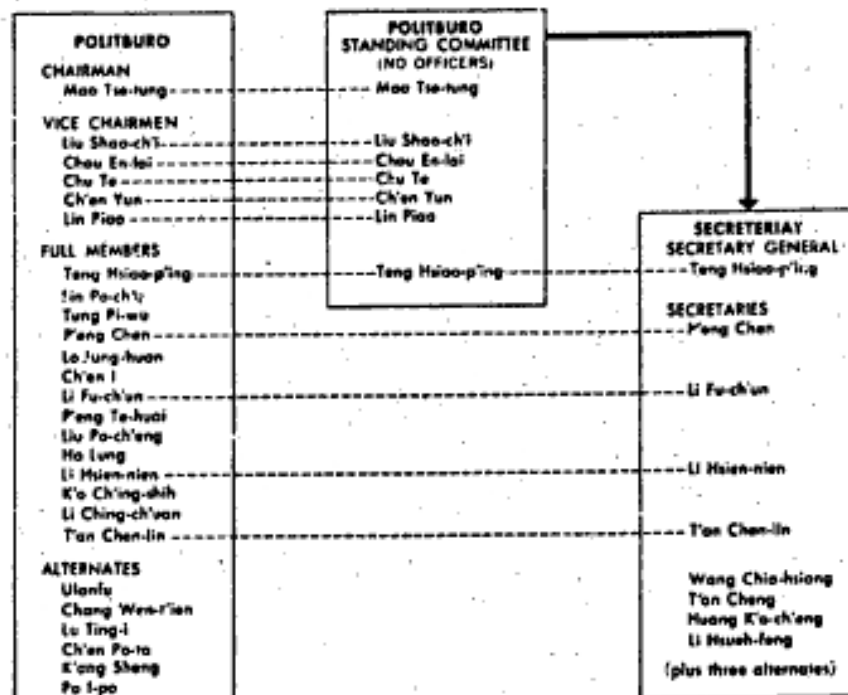 POLITBURO
CHAIRMAN
Mao Tse-tung
VICE CHAIRMEN
Liu Shao-ch'i
Chou En-lai
Chu Te
Ch'en Yun
Lin Piao
FULL MEMBERS
Teng Hsiao-p'ing
Lin Po-ch'ü
Tung Pi-wu
P'eng Chen
Lo Jung-huan
Ch'en I
Li Fu-ch'un
P'eng Te-huai
Liu Po-ch'eng
Ho Lung
Li Hsien-nien
K'o Ch'ing-shih
Li Ching-ch'uan
T'an Chen-lin
ALTERNATES
Ulanfu
Chang Wen-t'ien
Lu Ting-i
Ch'en Po-ta
K'ang Sheng
Po I-po
POLITBURO
STANDING COMMITTEE
(NO OFFICERS)
Mao Tse-tung
Liu Shao-ch'i
Chou En-lai
Chu Te
Ch'en Yun
Lin Piao
Teng Hsiao-p'ing
SECRETERIAY
SECRETARY GENERAL
Teng Hsiao-p'ing
SECRETARIES
P'eng Chen
Li Fu-ch'un
Li Hsien-nien
T'an Chen-lin
Wang Chia-hsiang
T'an Cheng
Huang K'o-ch'eng
Li Hsueh-feng
(plus three alternates)